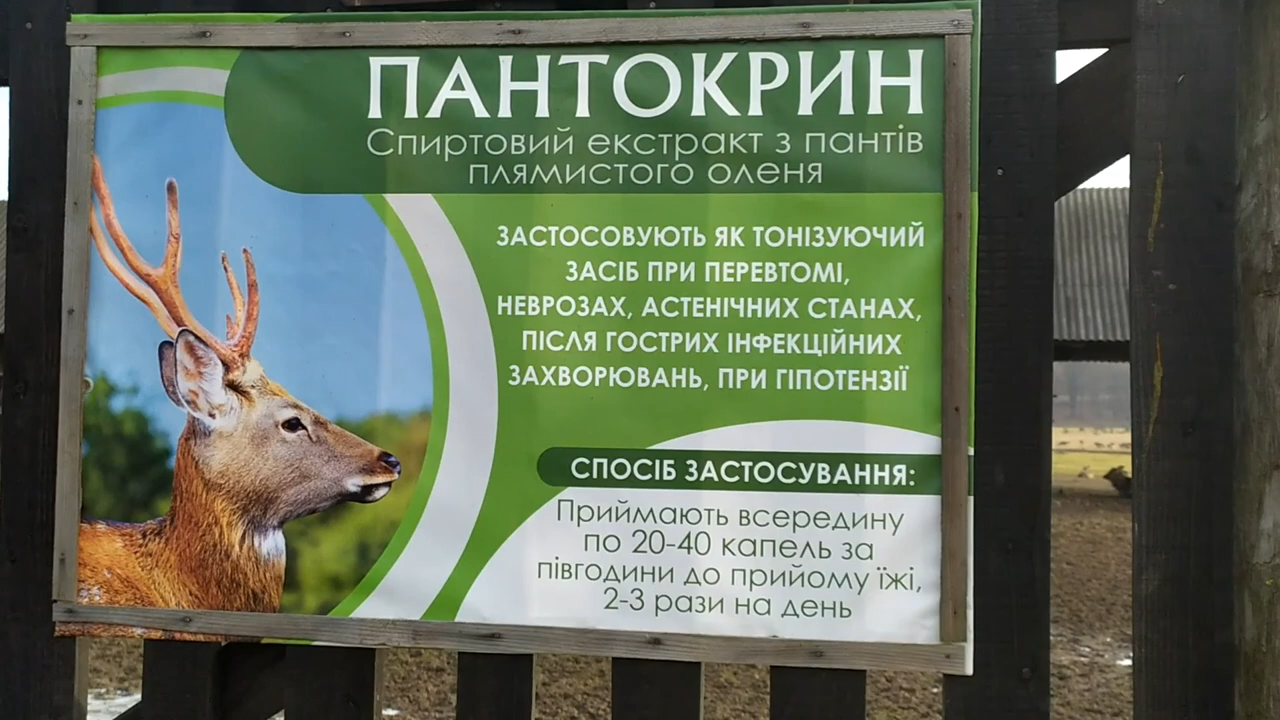 ПАНТОКРИН
Спиртовий екстракт з пантів
плямистого оленя
ЗАСТОСОВУЮТЬ ЯК ТОНІЗУЮЧИЙ
ЗАСІБ ПРИ ПЕРЕВТОМІ,
НЕВРОЗАХ, АСТЕНІЧНИХ СТАНАХ,
ПІСЛЯ ГОСТРИХ ІНФЕКЦІЙНИХ
ЗАХВОРЮВАНЬ, ПРИ ГІПОТЕНЗІЇ
СПОСІБ ЗАСТОСУВАННЯ:
Приймають всередину
по 20-40 капель за
півгодини до прийому їжі,
2-3 рази на день